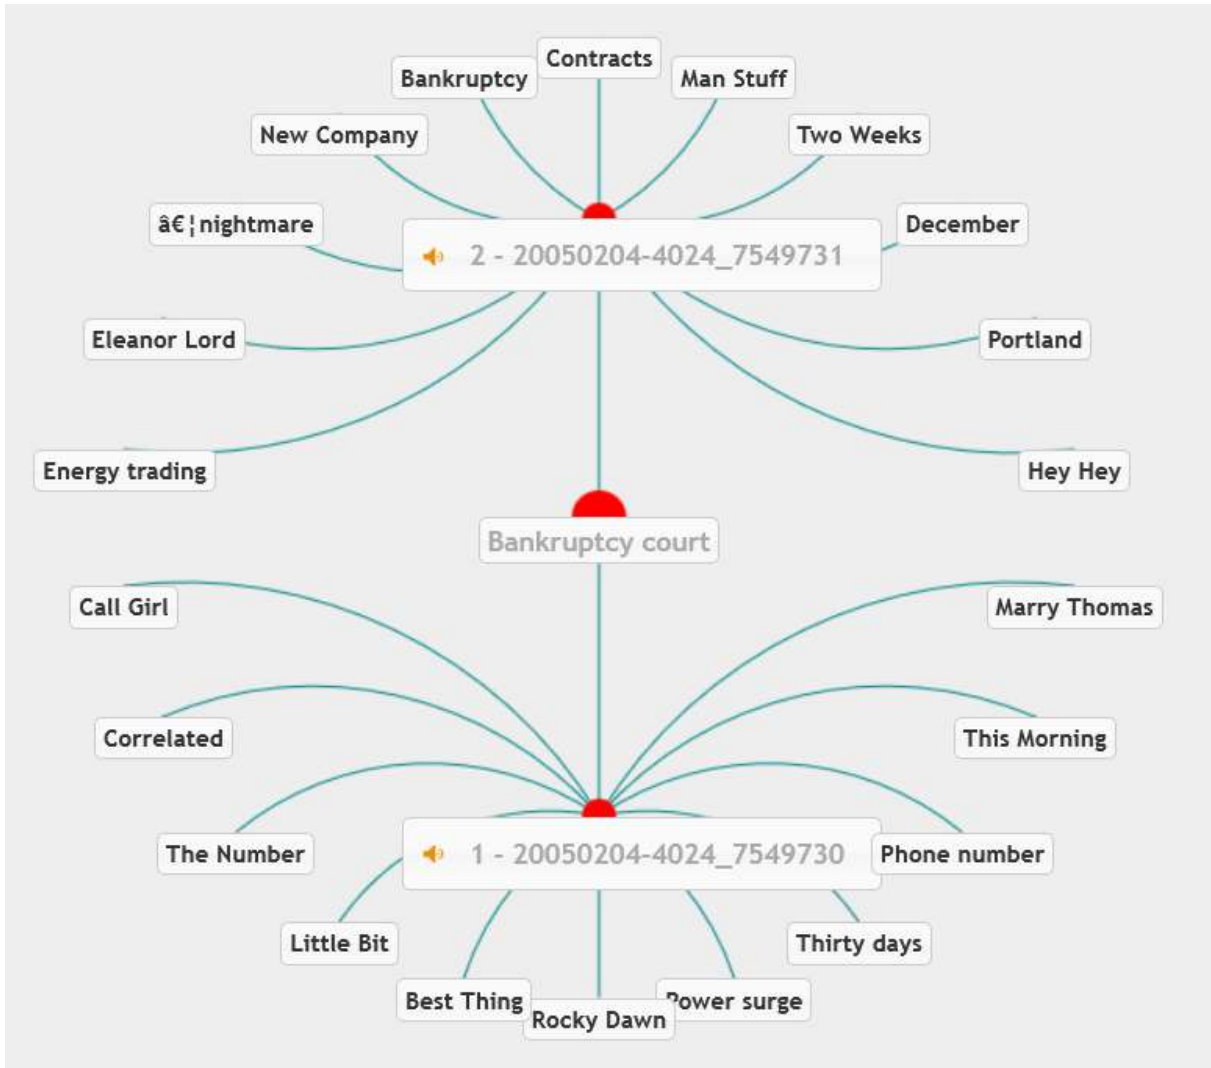 Contracts
Bankruptcy
Man Stuff
New Company
Two Weeks
â€¦nightmare
December
2 - 20050204-4024_7549731
Eleanor Lord
Portland
Energy trading
Hey Hey
Bankruptcy court
Call Girl
Marry Thomas
Correlated
This Morning
The Number
1 - 20050204-4024_7549730
Phone number
Little Bit
Thirty days
Best Thing
Power surge
Rocky Dawn